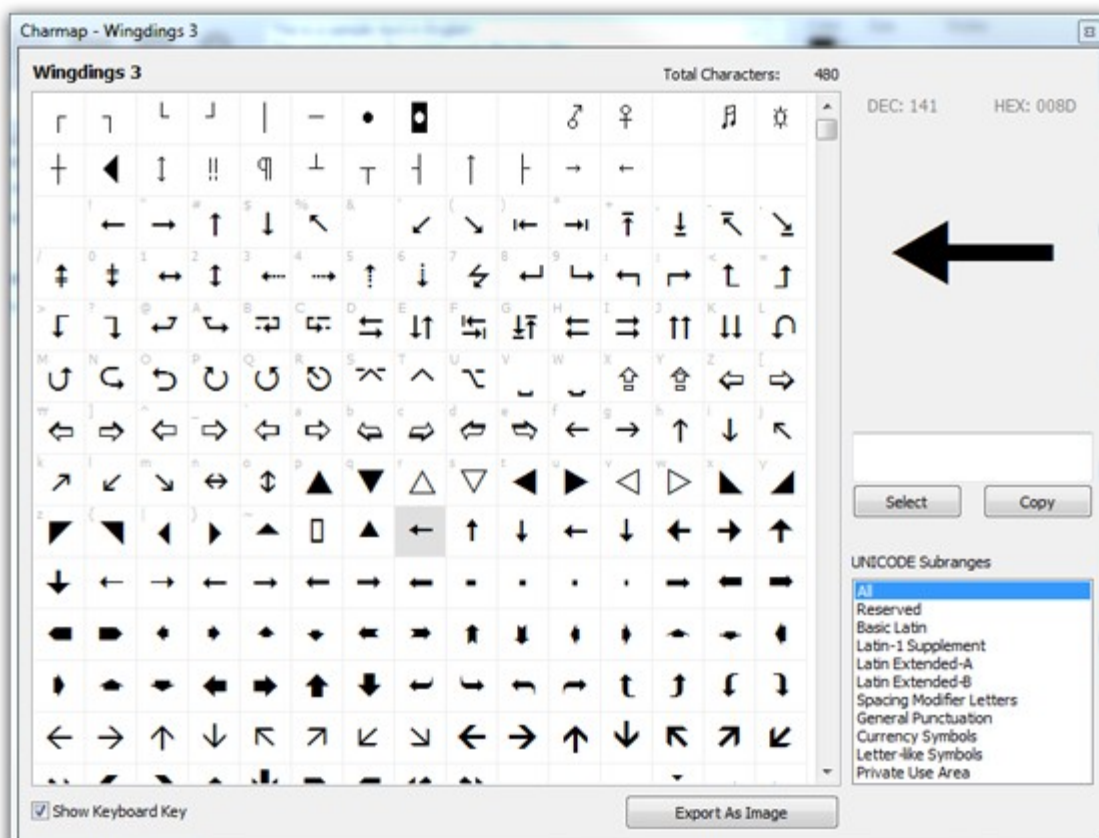 Charmap - Wingdings 3
Wingdings 3
Total Characters: 480
DEC: 141 HEX: 008D
Select
Copy
UNICODE Subranges
All
Reserved
Basic Latin
Latin-1 Supplement
Latin Extended-A
Latin Extended-B
Spacing Modifier Letters
General Punctuation
Currency Symbols
Letter-like Symbols
Private Use Area
Show Keyboard Key
Export As Image